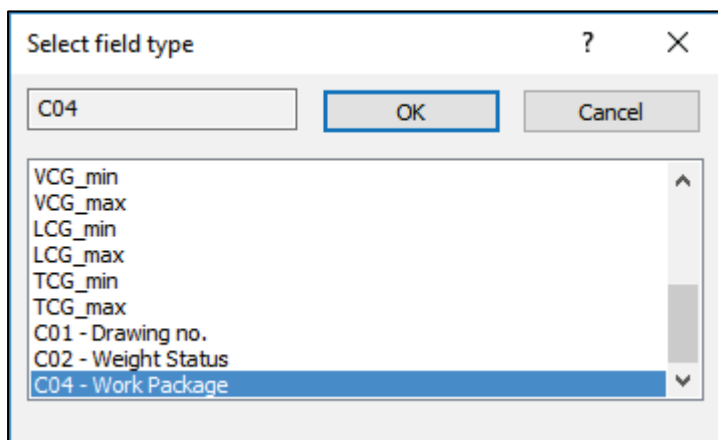 Select field type
?
C04
OK
Cancel
VCG_min
VCG_max
LCG_min
LCG_max
TCG_min
TCG_max
C01 - Drawing no.
C02 - Weight Status
C04 - Work Package